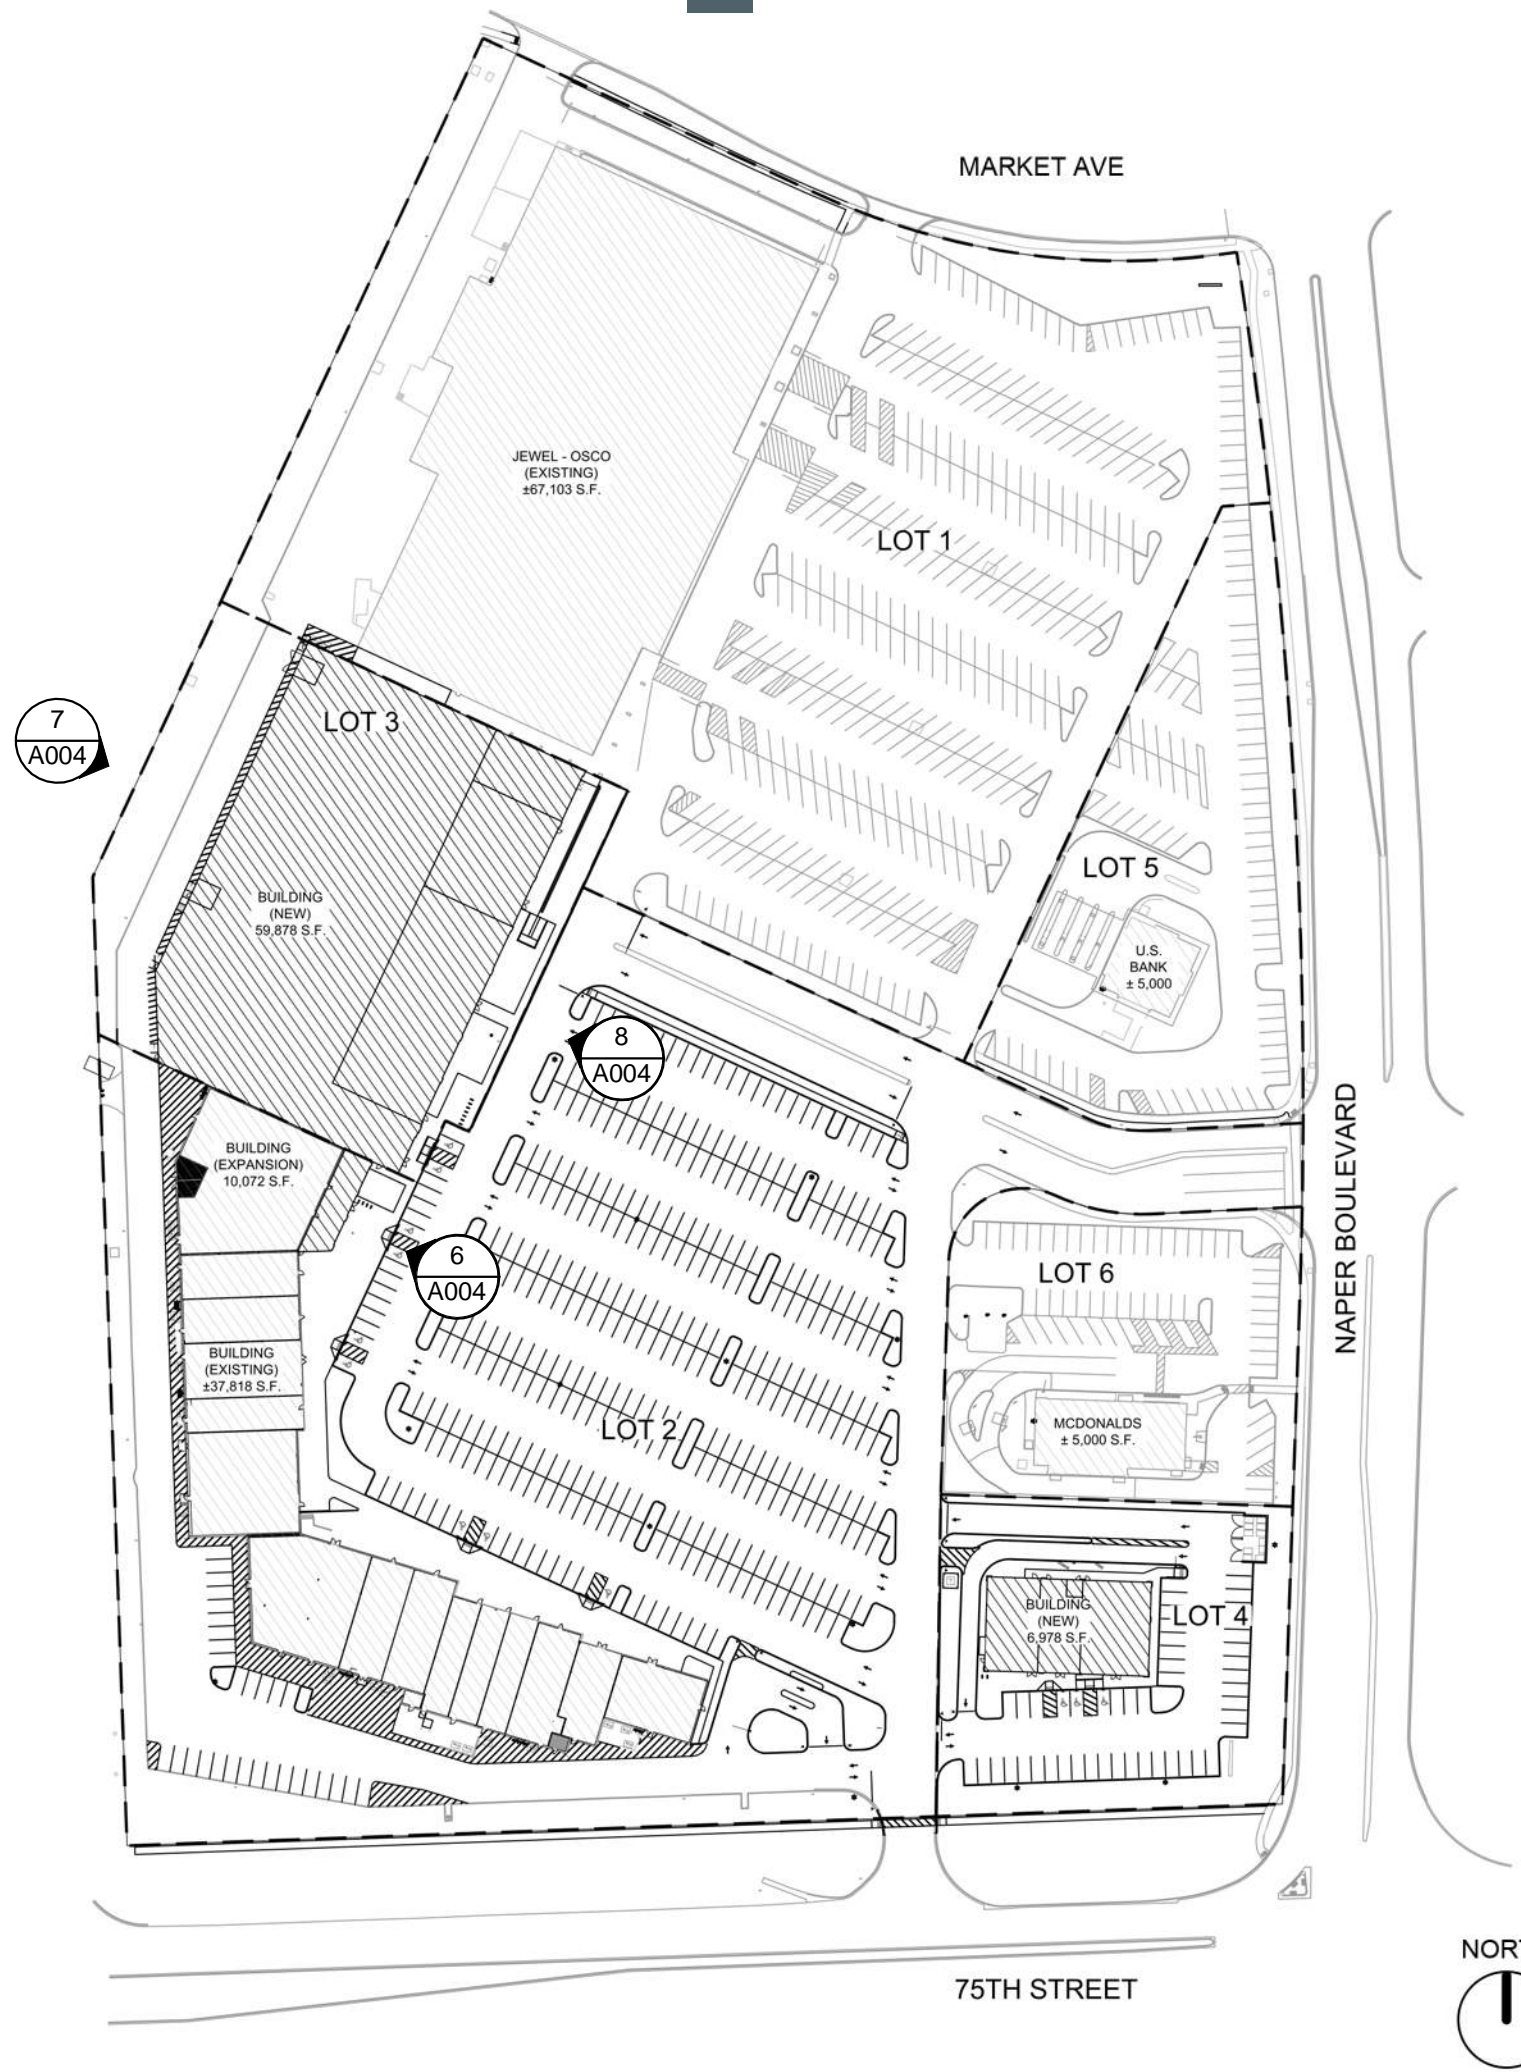 MARKET AVE
JEWEL - OSCO
(EXISTING)
±67,103 S.F.
LOT 1
LOT 3
7
A004
LOT 5
BUILDING
(NEW)
59,878 S.F.
U.S.
BANK
± 5,000
8
A004
NAPER BOULEVARD
BUILDING
(EXPANSION)
10,072 S.F.
6
A004
LOT 6
BUILDING
(EXISTING)
±37,818 S.F.
LOT 2
MCDONALDS
± 5,000 S.F.
BUILDING
(NEW)
6,978 S.F.
LOT 4
NORT
75TH STREET